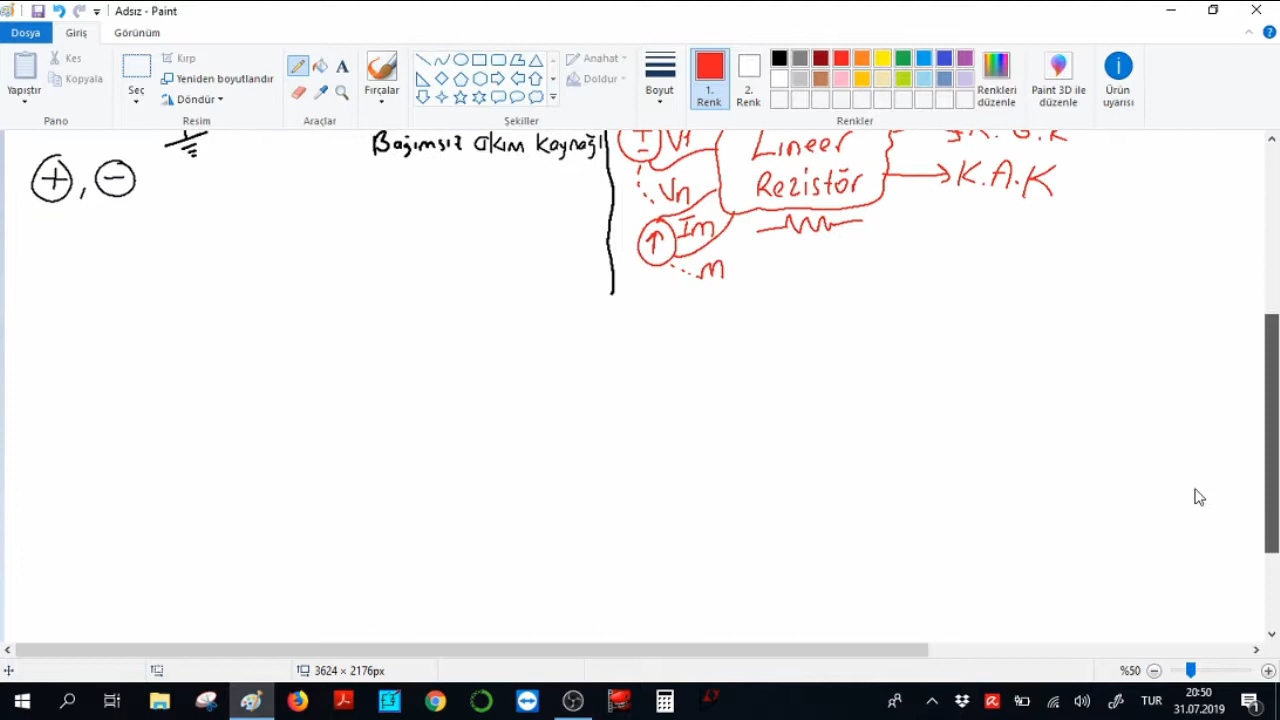 Adsız - Paint
Dosya Giriş Görünüm
Yapıştır
Kes
Kopyala
Pano
Seç
Kırp
Yeniden boyutlandır
Döndür
Resim
A
Araçlar
Fırçalar
Anahat
Doldur
Şekiller
Boyut
1.
Renk
2.
Renk
Renkleri
düzenle
Renkler
Paint 3D ile
düzenle
Ürün
uyarısı
+ , -
Bağımsız akım kaynağı
+
-
V1
Lineer
Rezistör
K.A.K
Vn
Im
...m
3624 × 2176px
%50
TUR
20:50
31.07.2019
1